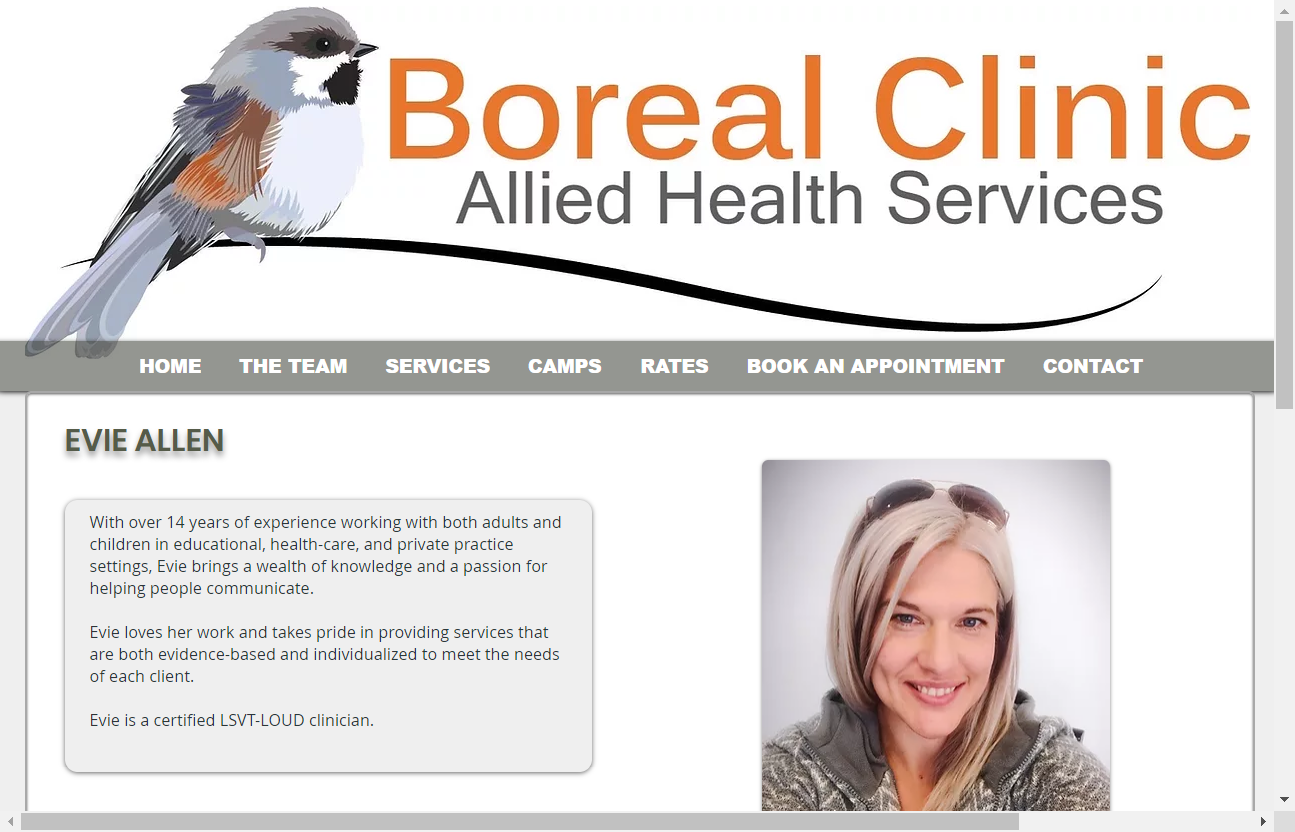 Boreal Clinic
Allied Health Services
HOME THE TEAM SERVICES CAMPS RATES BOOK AN APPOINTMENT CONTACT
EVIE ALLEN
With over 14 years of experience working with both adults and
children in educational, health-care, and private practice
settings, Evie brings a wealth of knowledge and a passion for
helping people communicate.
Evie loves her work and takes pride in providing services that
are both evidence-based and individualized to meet the needs
of each client.
Evie is a certified LSVT-LOUD clinician.